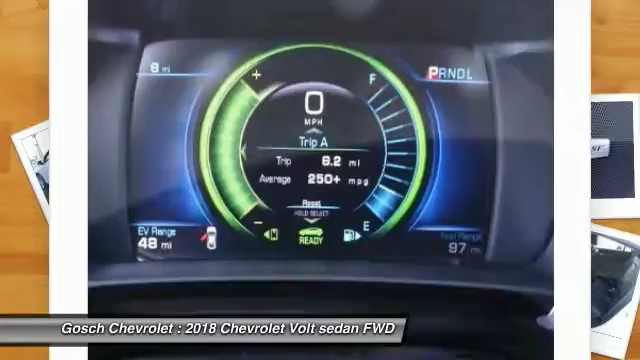 8 mi
PRNDL
+
F
0
MPH
Trip A
Trip 8.2 mi
Average 250+ mpg
Reset
HOLD SELECT
-
E
EV Range
48 mi
N
READY
97 mi
Gosch Chevrolet : 2018 Chevrolet Volt sedan FWD